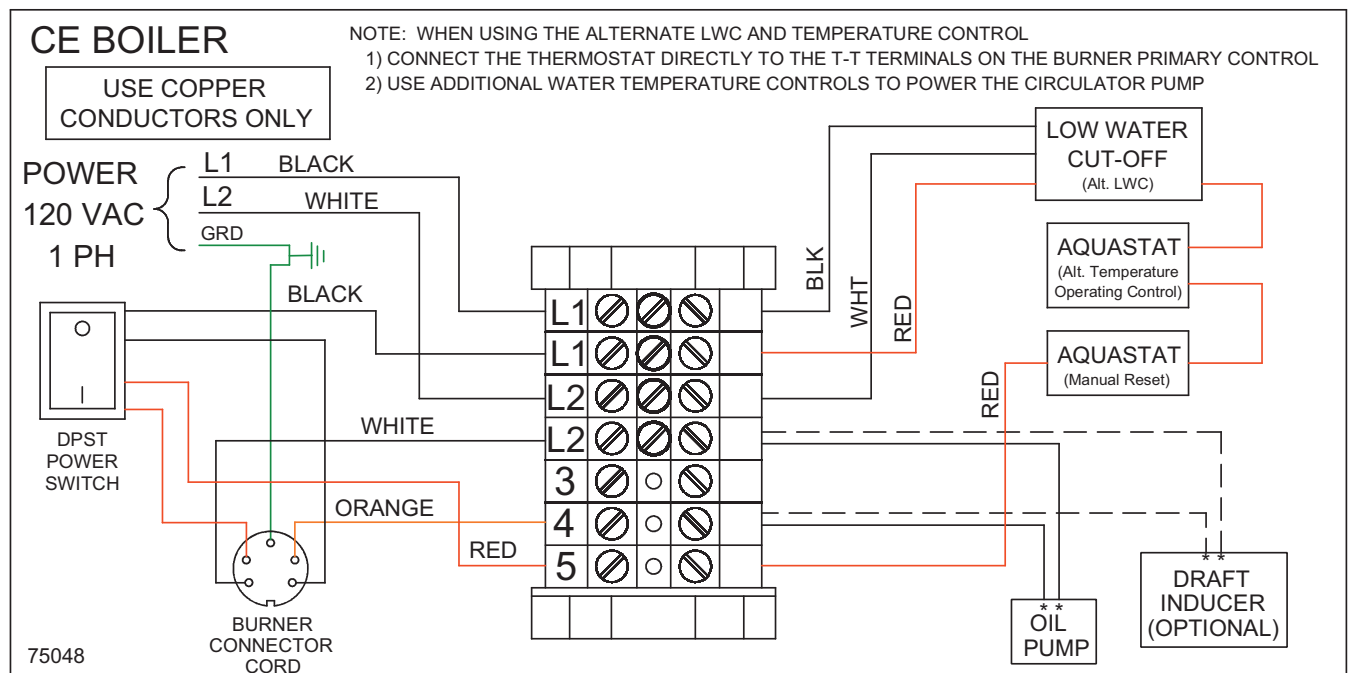 CE BOILER
USE COPPER
CONDUCTORS ONLY
NOTE: WHEN USING THE ALTERNATE LWC AND TEMPERATURE CONTROL
1) CONNECT THE THERMOSTAT DIRECTLY TO THE T-T TERMINALS ON THE BURNER PRIMARY CONTROL
2) USE ADDITIONAL WATER TEMPERATURE CONTROLS TO POWER THE CIRCULATOR PUMP
POWER
120 VAC
1 PH
L1
BLACK
L2
WHITE
GRD
BLACK
DPST
POWER
SWITCH
WHITE
ORANGE
RED
BURNER
CONNECTOR
CORD
L1
L1
L2
L2
3
4
5
BLK
WHT
RED
RED
LOW WATER
CUT-OFF
(Alt. LWC)
AQUASTAT
(Alt. Temperature
Operating Control)
AQUASTAT
(Manual Reset)
* *
OIL
PUMP
* *
DRAFT
INDUCER
(OPTIONAL)
75048